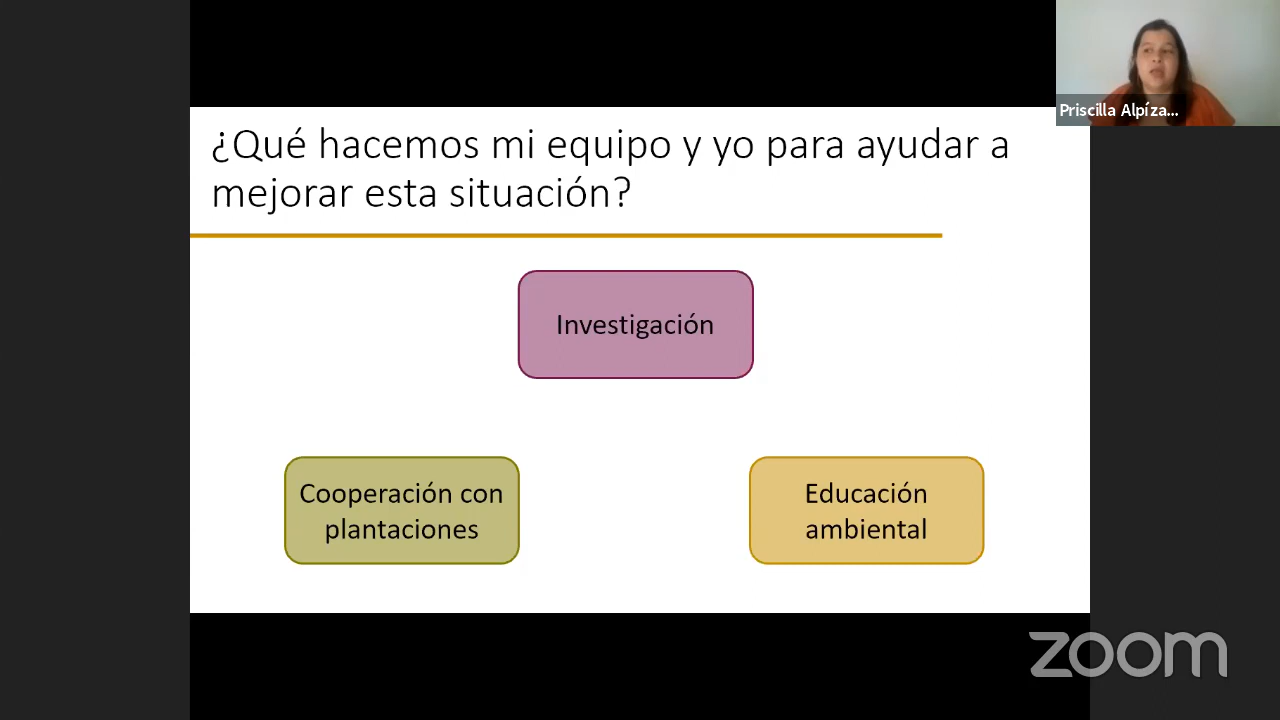 ¿Qué hacemos mi equipo y yo para ayudar a
mejorar esta situación?
Priscilla Alpíza...
Investigación
Cooperación con
plantaciones
Educación
ambiental
zoom